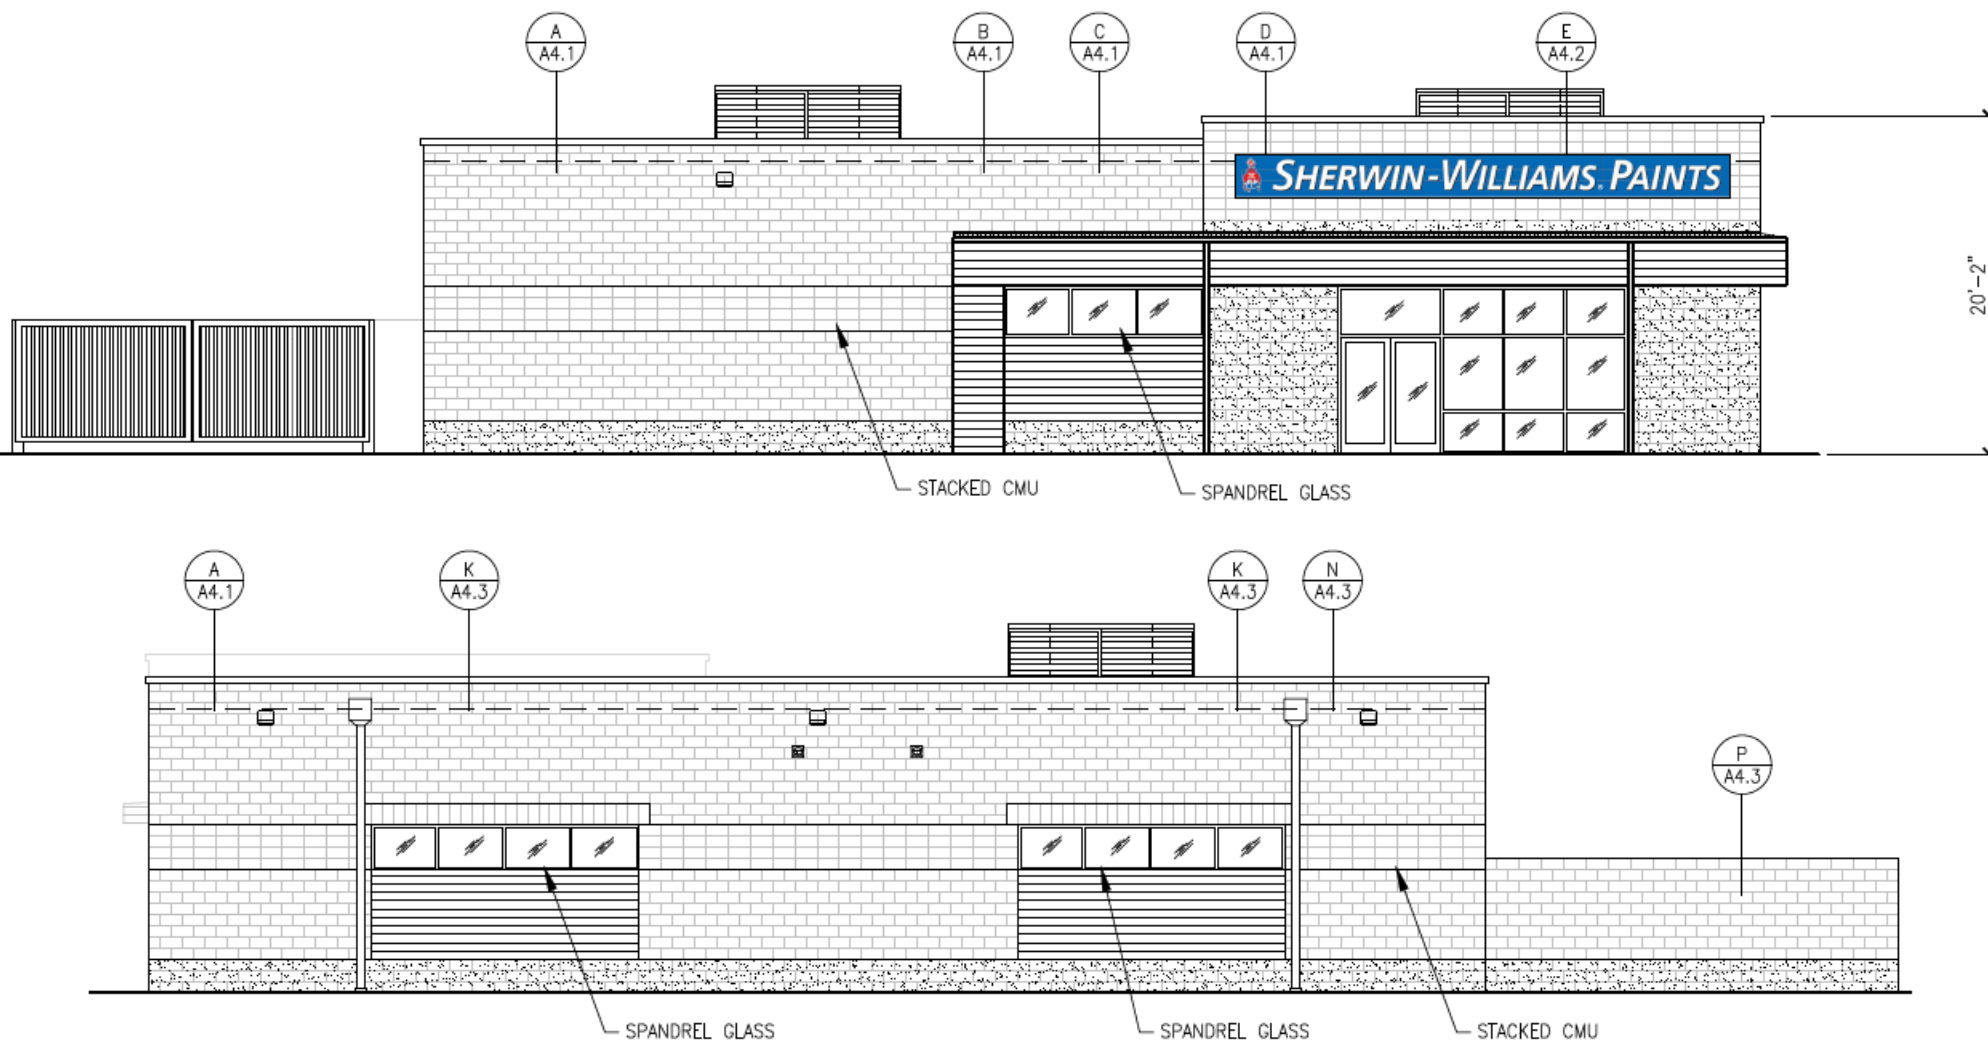 A
A4.1
B
A4.1
C
A4.1
D
A4.1
E
A4.2
SHERWIN-WILLIAMS. PAINTS
20'-2"
STACKED CMU
SPANDREL GLASS
A
A4.1
K
A4.3
K
A4.3
N
A4.3
P
A4.3
SPANDREL GLASS
SPANDREL GLASS
STACKED CMU